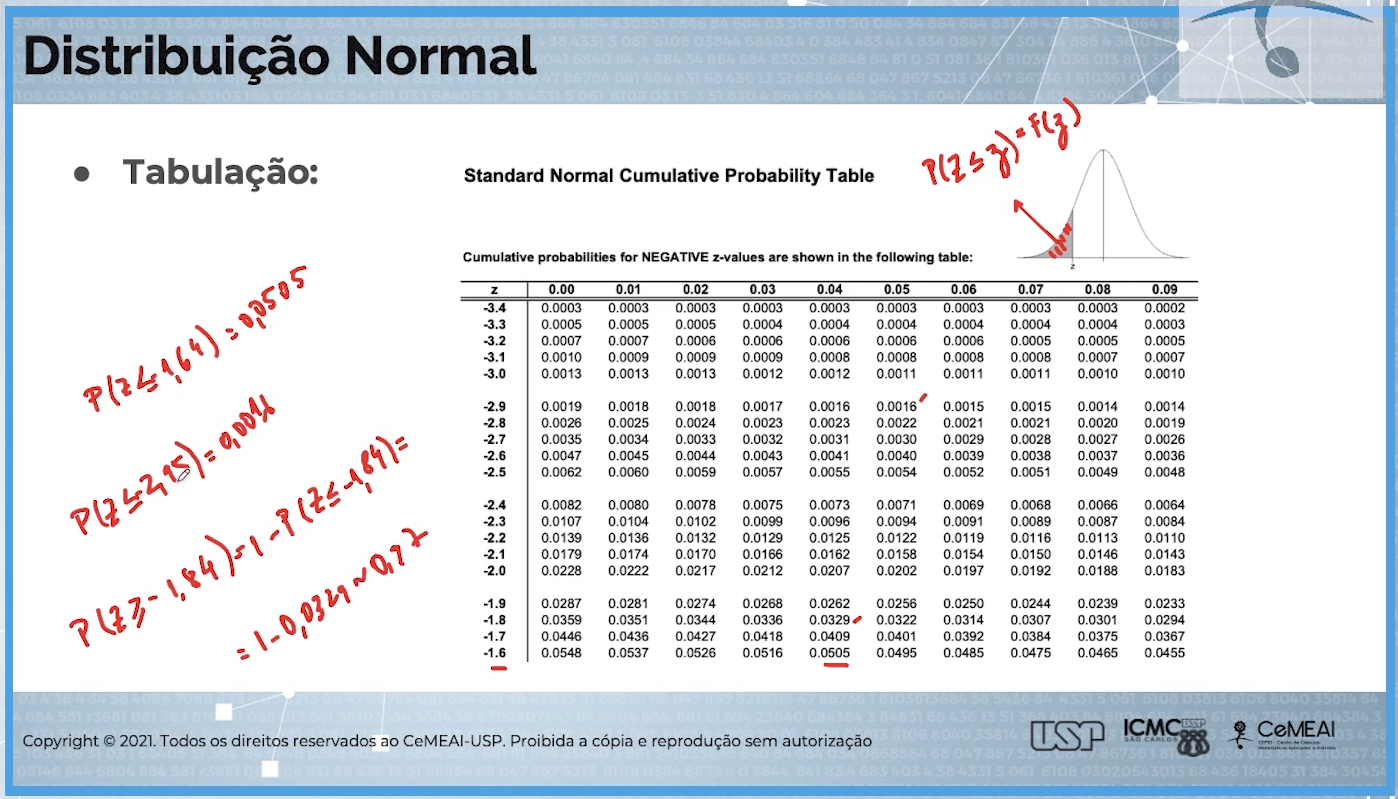 Distribuição Normal
● Tabulação:
Standard Normal Cumulative Probability Table
P(Z ≤ z) = F(z)
z
Cumulative probabilities for NEGATIVE z-values are shown in the following table:
z 0.00 0.01 0.02 0.03 0.04 0.05 0.06 0.07 0.08 0.09
-3.4 0.0003 0.0003 0.0003 0.0003 0.0003 0.0003 0.0003 0.0003 0.0003 0.0002
-3.3 0.0005 0.0005 0.0005 0.0004 0.0004 0.0004 0.0004 0.0004 0.0004 0.0003
-3.2 0.0007 0.0007 0.0006 0.0006 0.0006 0.0006 0.0006 0.0005 0.0005 0.0005
-3.1 0.0010 0.0009 0.0009 0.0009 0.0008 0.0008 0.0008 0.0008 0.0007 0.0007
-3.0 0.0013 0.0013 0.0013 0.0012 0.0012 0.0011 0.0011 0.0011 0.0010 0.0010
-2.9 0.0019 0.0018 0.0018 0.0017 0.0016 0.0016 0.0015 0.0015 0.0014 0.0014
-2.8 0.0026 0.0025 0.0024 0.0023 0.0023 0.0022 0.0021 0.0021 0.0020 0.0019
-2.7 0.0035 0.0034 0.0033 0.0032 0.0031 0.0030 0.0029 0.0028 0.0027 0.0026
-2.6 0.0047 0.0045 0.0044 0.0043 0.0041 0.0040 0.0039 0.0038 0.0037 0.0036
-2.5 0.0062 0.0060 0.0059 0.0057 0.0055 0.0054 0.0052 0.0051 0.0049 0.0048
-2.4 0.0082 0.0080 0.0078 0.0075 0.0073 0.0071 0.0069 0.0068 0.0066 0.0064
-2.3 0.0107 0.0104 0.0102 0.0099 0.0096 0.0094 0.0091 0.0089 0.0087 0.0084
-2.2 0.0139 0.0136 0.0132 0.0129 0.0125 0.0122 0.0119 0.0116 0.0113 0.0110
-2.1 0.0179 0.0174 0.0170 0.0166 0.0162 0.0158 0.0154 0.0150 0.0146 0.0143
-2.0 0.0228 0.0222 0.0217 0.0212 0.0207 0.0202 0.0197 0.0192 0.0188 0.0183
-1.9 0.0287 0.0281 0.0274 0.0268 0.0262 0.0256 0.0250 0.0244 0.0239 0.0233
-1.8 0.0359 0.0351 0.0344 0.0336 0.0329 0.0322 0.0314 0.0307 0.0301 0.0294
-1.7 0.0446 0.0436 0.0427 0.0418 0.0409 0.0401 0.0392 0.0384 0.0375 0.0367
-1.6 0.0548 0.0537 0.0526 0.0516 0.0505 0.0495 0.0485 0.0475 0.0465 0.0455
P(Z ≤ -1,64) = 0,0505
P(Z ≤ -2,95) = 0,0016
P(Z ≥ -1,84) = 1 - P(Z ≤ -1,84) =
= 1 - 0,0329 ~ 0,97
Copyright © 2021. Todos os direitos reservados ao CeMEAI-USP. Proibida a cópia e reprodução sem autorização
USP
ICMC USP
SÃO CARLOS
CeMEAI